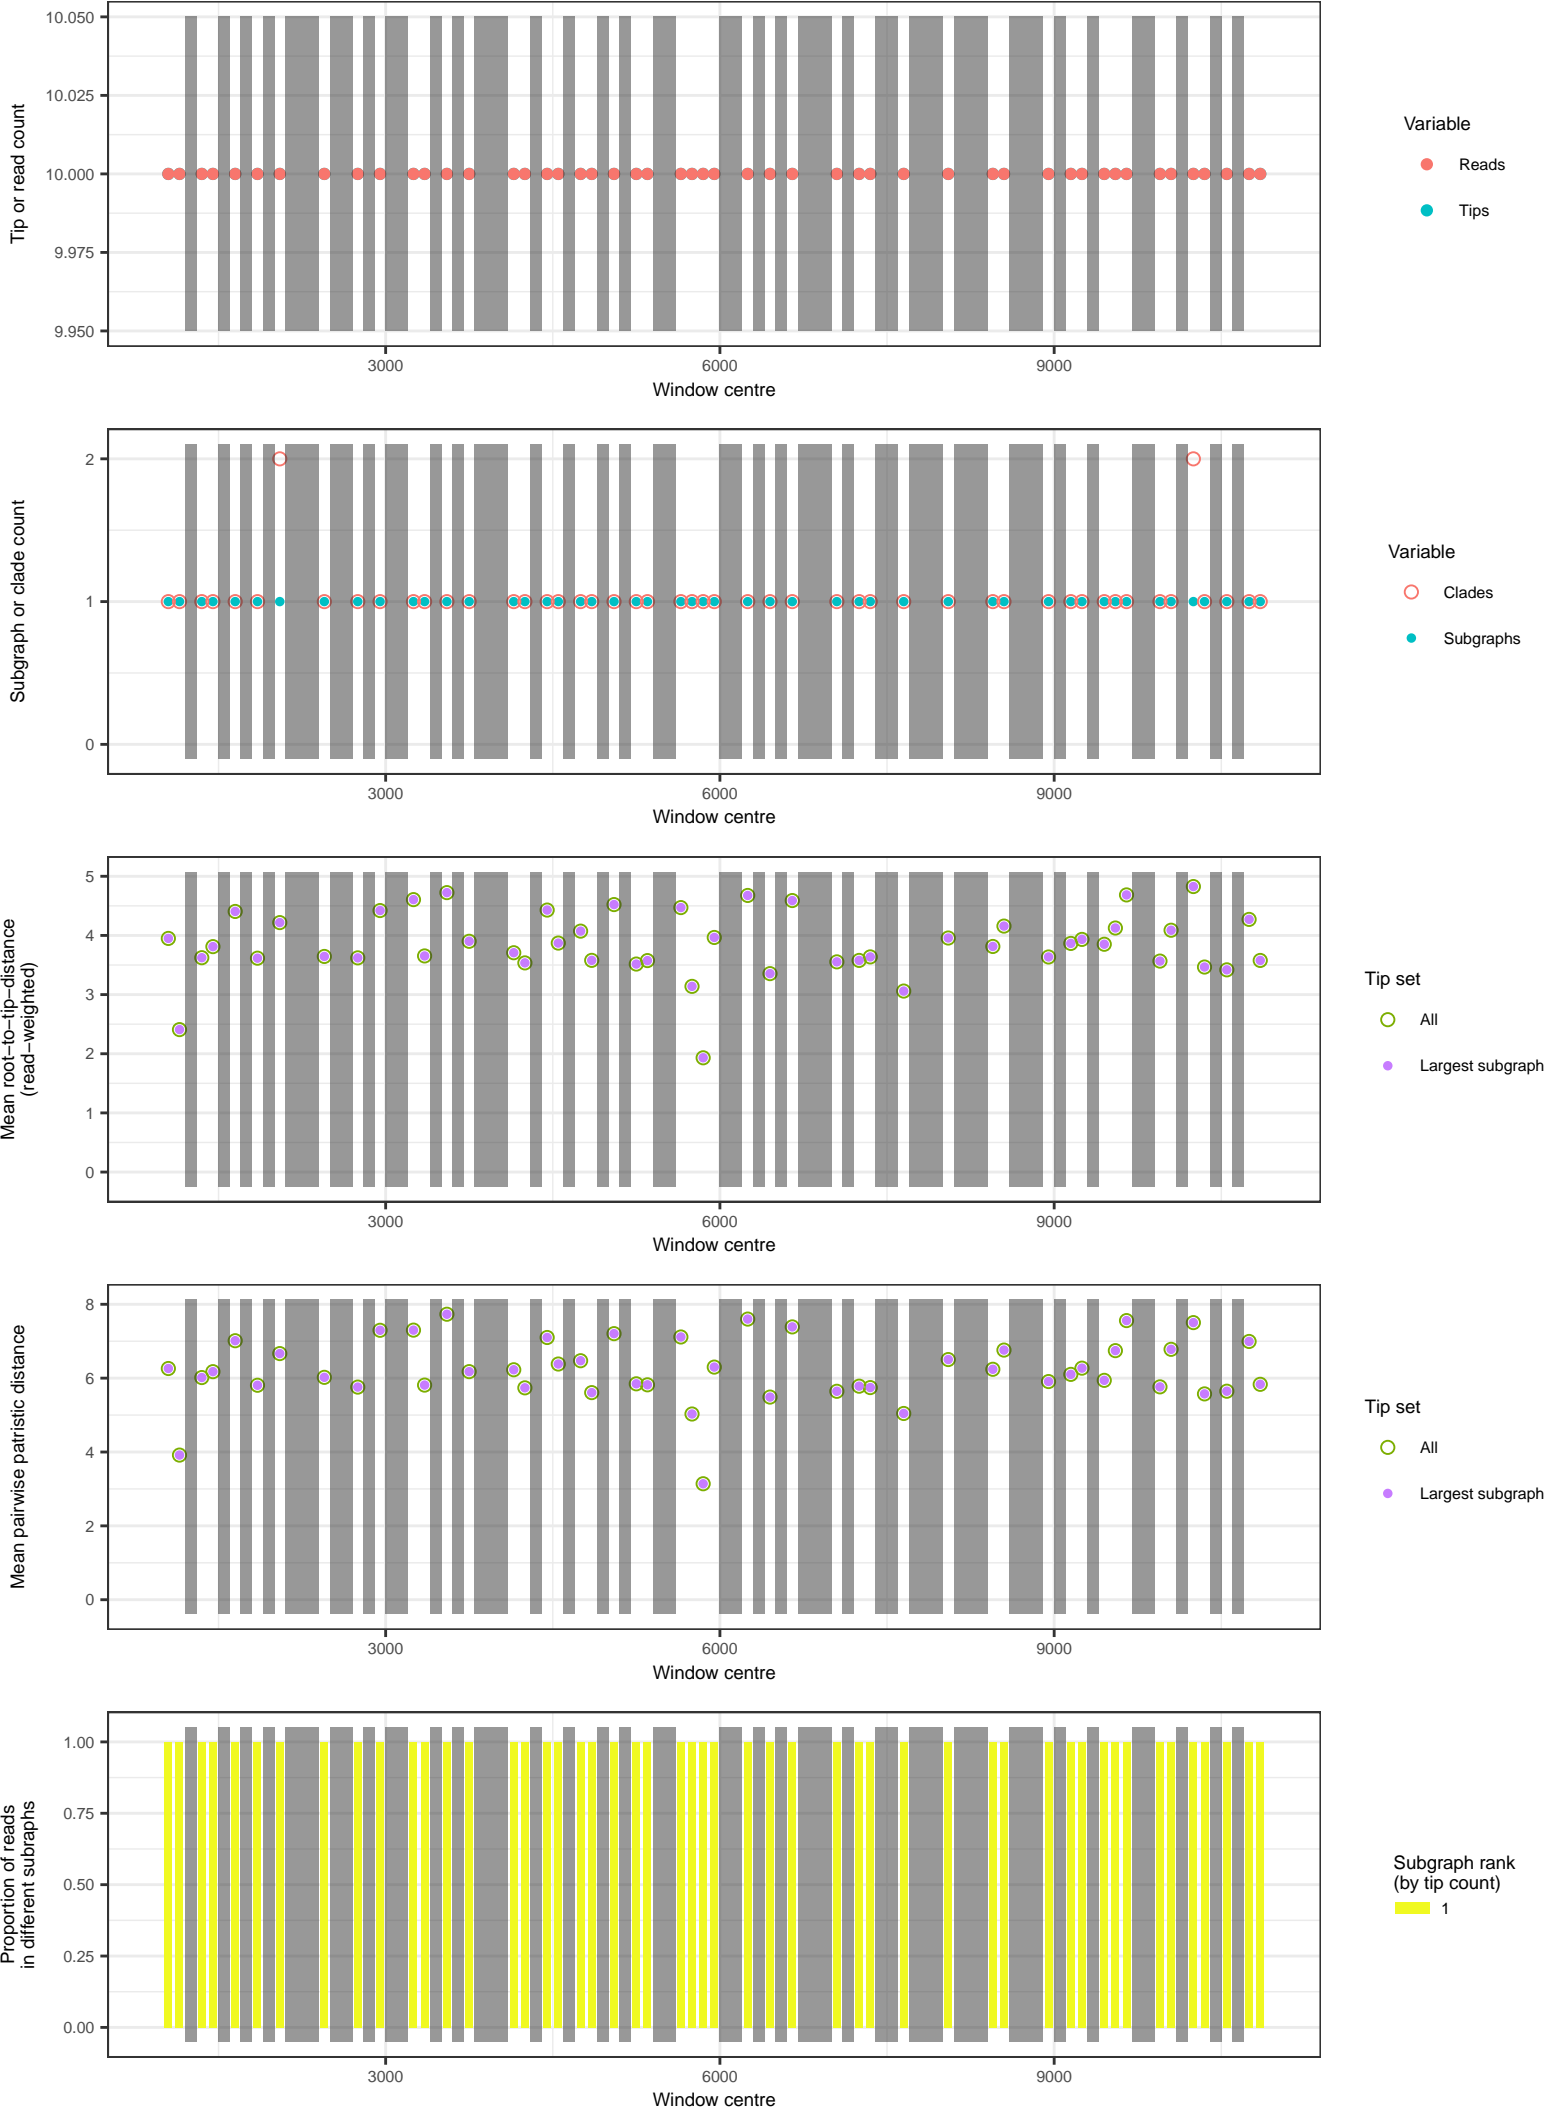 10.050
10.025
10.000
9.975
9.950
Tip or read count
3000 6000 9000
Window centre
Variable
Reads
Tips
2
1
0
Subgraph or clade count
3000 6000 9000
Window centre
Variable
Clades
Subgraphs
5
4
3
2
1
0
Mean root−to−tip−distance
(read−weighted)
3000 6000 9000
Window centre
Tip set
All
Largest subgraph
8
6
4
2
0
Mean pairwise patristic distance
3000 6000 9000
Window centre
Tip set
All
Largest subgraph
1.00
0.75
0.50
0.25
0.00
Proportion of reads
in different subraphs
3000 6000 9000
Window centre
Subgraph rank
(by tip count)
1